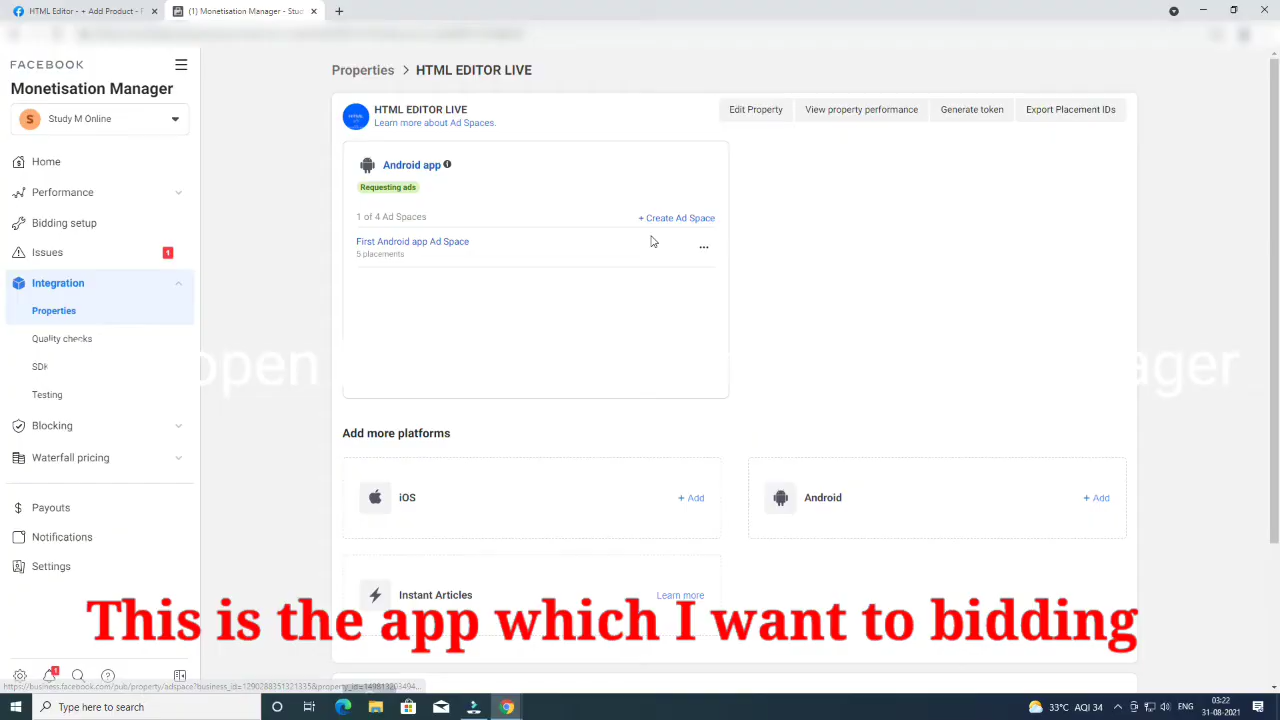 HTML Editor - - Add Product - F
(1) Monetisation Manager - Stud
FACEBOOK
Monetisation Manager
S Study M Online
Home
Performance
Bidding setup
Issues 1
Integration
Properties
Quality checks
SDK
Testing
Blocking
Waterfall pricing
Payouts
Notifications
Settings
1
Properties > HTML EDITOR LIVE
HTML EDITOR LIVE
Learn more about Ad Spaces.
Edit Property
View property performance
Generate token
Export Placement IDs
Android app
Requesting ads
1 of 4 Ad Spaces
+ Create Ad Space
First Android app Ad Space
5 placements
open
ager
Add more platforms
iOS
+ Add
Android
+ Add
Instant Articles
Learn more
This is the app which I want to bidding
Type here to search
33°C AQI 34
ENG
03:22
31-08-2021